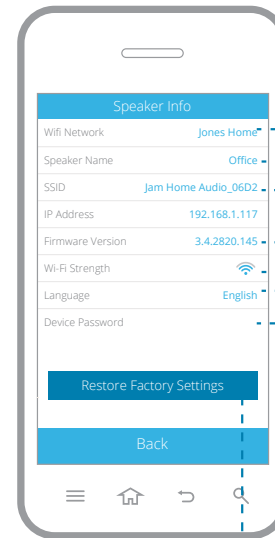 Speaker Info
Wifi Network Jones Home
Speaker Name Office
SSID Jam Home Audio_06D2
IP Address 192.168.1.117
Firmware Version 3.4.2820.145
Wi-Fi Strength
Language English
Device Password
Restore Factory Settings
Back